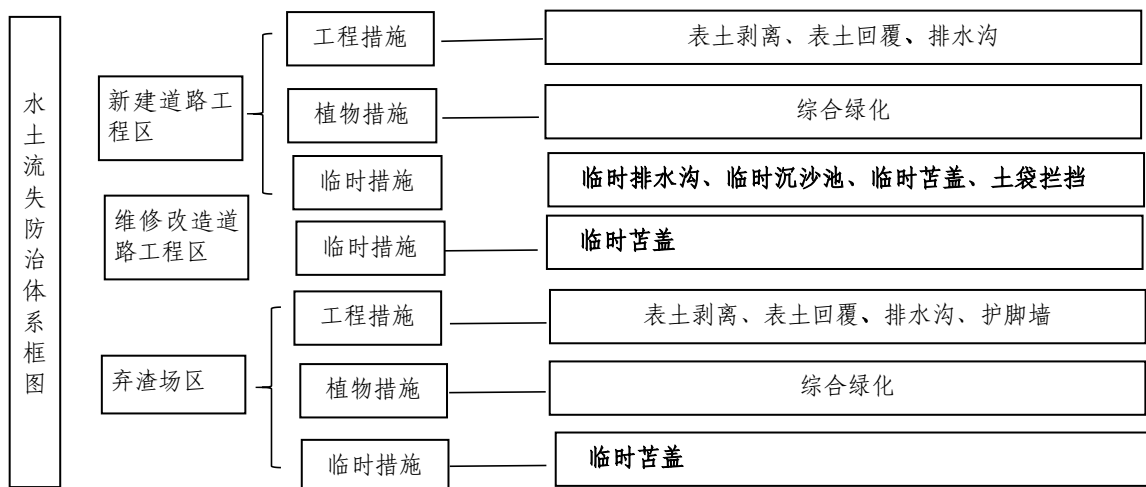 水土流失防治体系框图
新建道路工
程区
工程措施
表土剥离、表土回覆、排水沟
植物措施
综合绿化
临时措施
临时排水沟、临时沉沙池、临时苫盖、土袋拦挡
维修改造道
路工程区
临时措施
临时苫盖
弃渣场区
工程措施
表土剥离、表土回覆、排水沟、护脚墙
植物措施
综合绿化
临时措施
临时苫盖